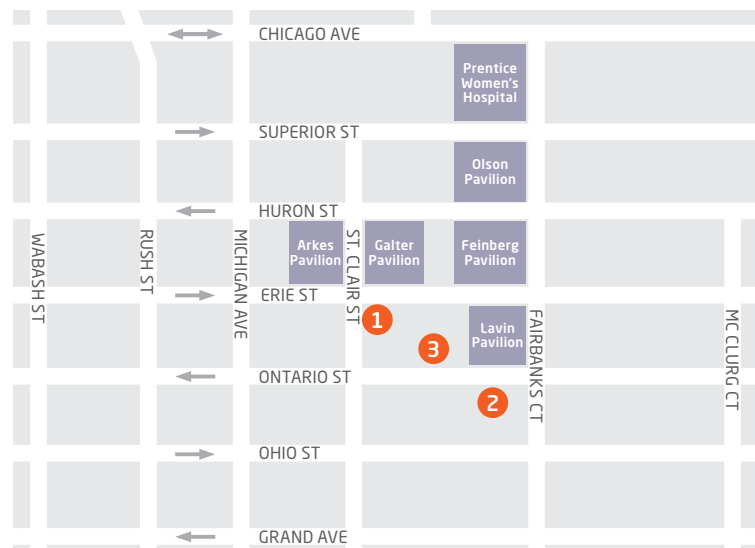 CHICAGO AVE
Prentice
Women's
Hospital
SUPERIOR ST
Olson
Pavilion
HURON ST
WABASH ST
RUSH ST
MICHIGAN AVE
Arkes
Pavilion
ST. CLAIR ST
Galter
Pavilion
Feinberg
Pavilion
ERIE ST
1
3
Lavin
Pavilion
FAIRBANKS CT
MC CLURG CT
ONTARIO ST
2
OHIO ST
GRAND AVE